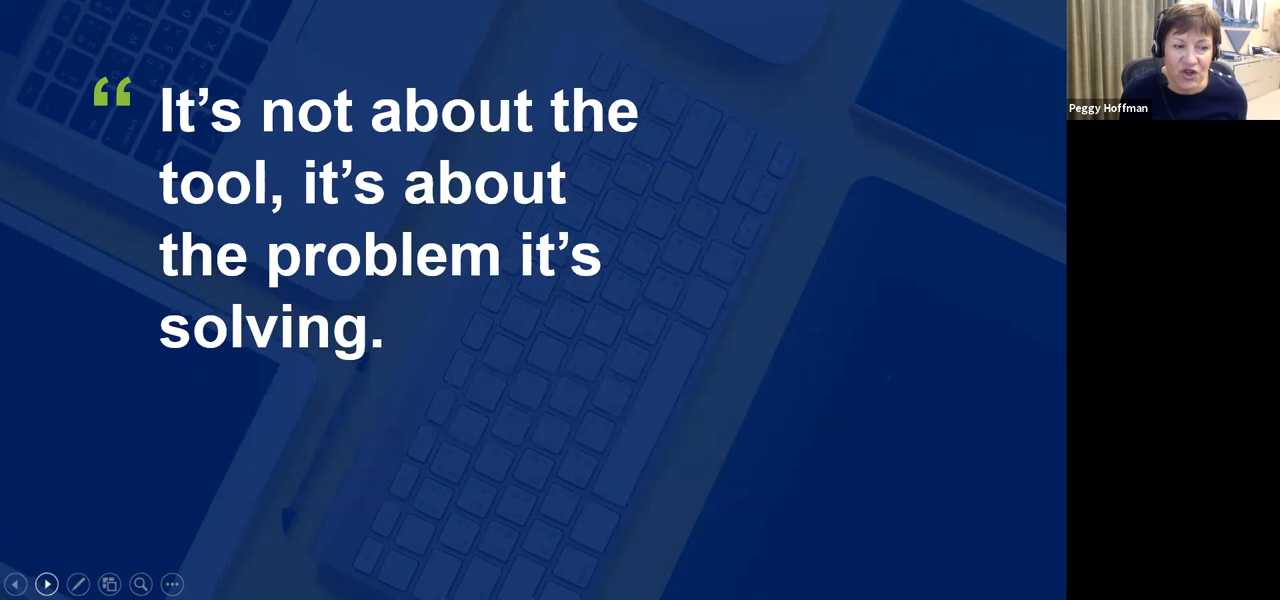 “ It’s not about the
tool, it’s about
the problem it’s
solving.
Peggy Hoffman